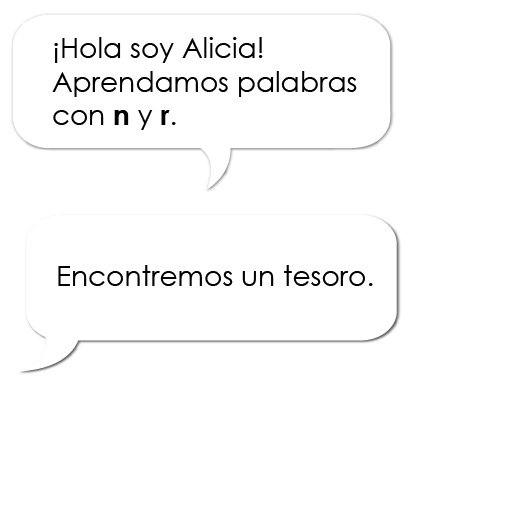 ¡Hola soy Alicia!
Aprendamos palabras
con n y r.
Encontremos un tesoro.